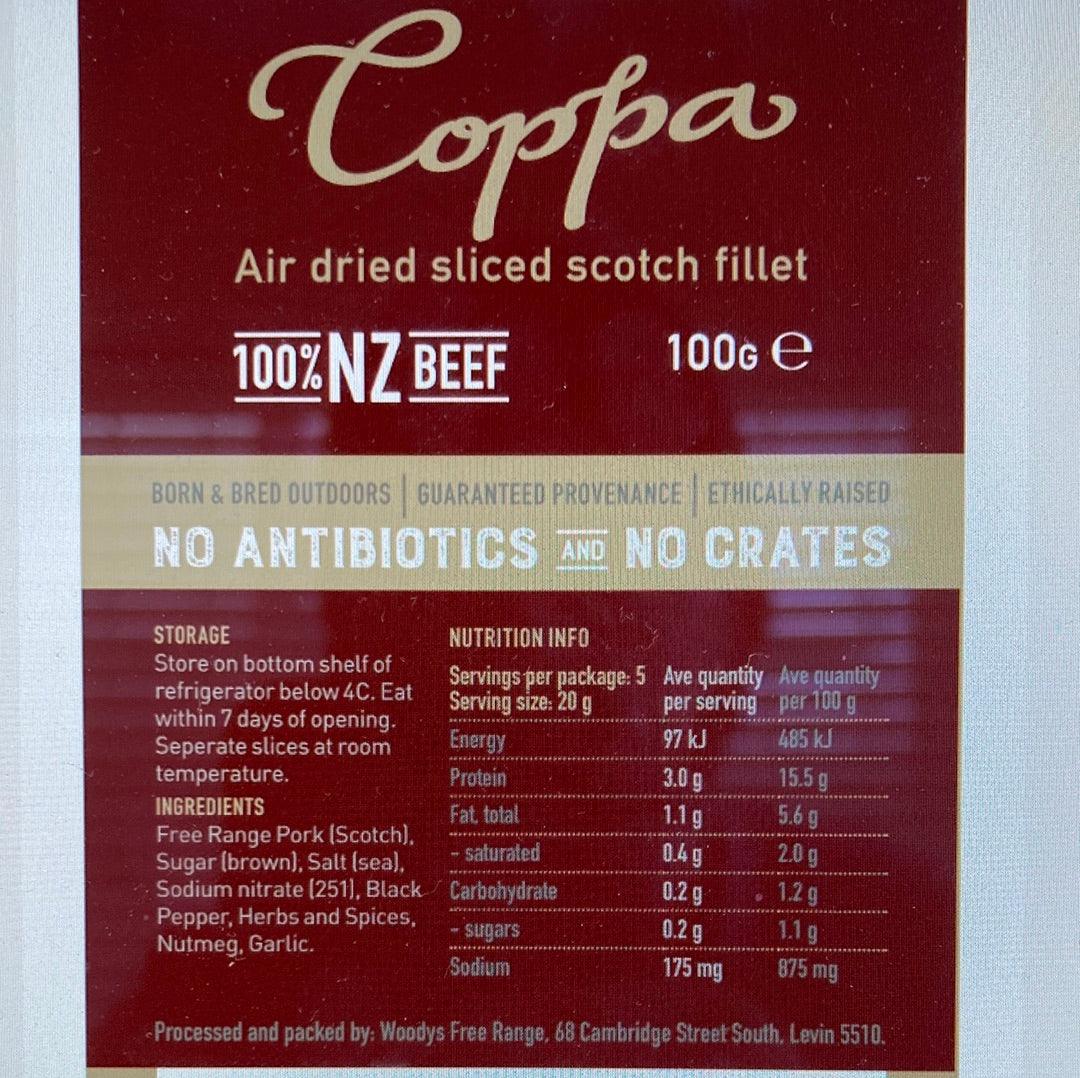 Coppa
Air dried sliced scotch fillet
100% NZ BEEF
100G ℮
BORN & BRED OUTDOORS | GUARANTEED PROVENANCE | ETHICALLY RAISED
NO ANTIBIOTICS AND NO CRATES
STORAGE
Store on bottom shelf of
refrigerator below 4C. Eat
within 7 days of opening.
Seperate slices at room
temperature.
INGREDIENTS
Free Range Pork (Scotch),
Sugar (brown), Salt (sea),
Sodium nitrate (251), Black
Pepper, Herbs and Spices,
Nutmeg, Garlic.
NUTRITION INFO
Servings per package: 5 Ave quantity Ave quantity
Serving size: 20 g per serving per 100 g
Energy 97 kJ 485 kJ
Protein 3.0 g 15.5 g
Fat, total 1.1 g 5.6 g
- saturated 0.4 g 2.0 g
Carbohydrate 0.2 g 1.2 g
- sugars 0.2 g 1.1 g
Sodium 175 mg 875 mg
Processed and packed by: Woodys Free Range, 68 Cambridge Street South, Levin 5510.